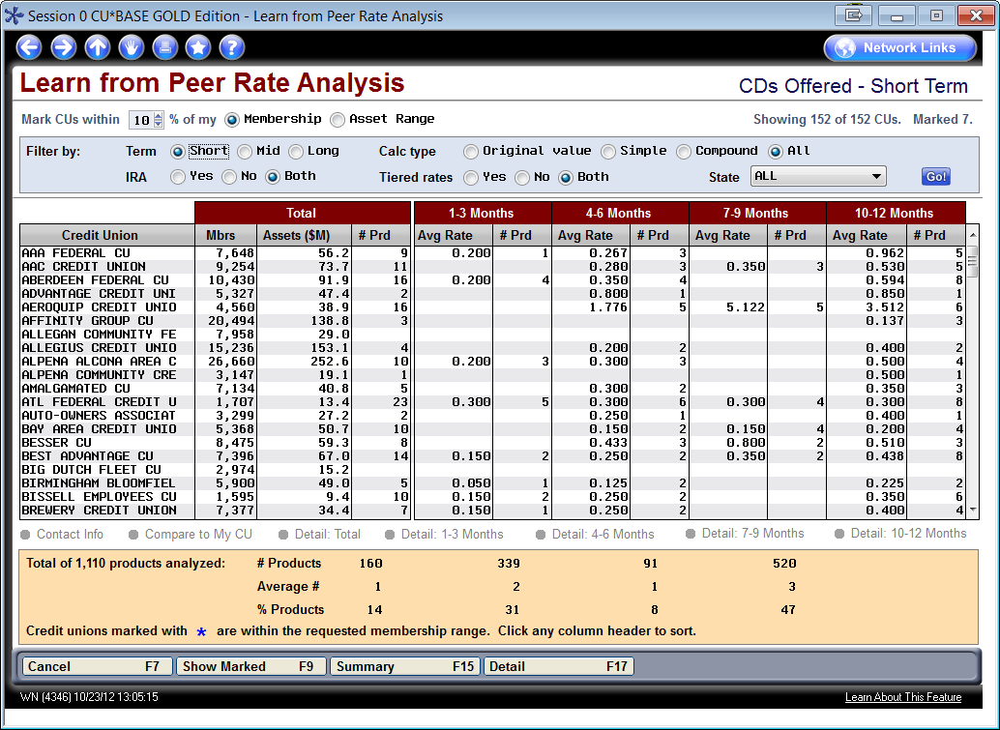 Session 0 CU*BASE GOLD Edition - Learn from Peer Rate Analysis
Network Links
Learn from Peer Rate Analysis
CDs Offered - Short Term
Mark CUs within 10 % of my Membership Asset Range Showing 152 of 152 CUs. Marked 7.
Filter by: Term Short Mid Long Calc type Original value Simple Compound All
IRA Yes No Both Tiered rates Yes No Both State ALL Go!
Total 1-3 Months 4-6 Months 7-9 Months 10-12 Months
Credit Union Mbrs Assets ($M) # Prd Avg Rate # Prd Avg Rate # Prd Avg Rate # Prd Avg Rate # Prd
AAA FEDERAL CU 7,648 56.2 9 0.200 1 0.267 3 0.962 5
AAC CREDIT UNION 9,254 73.7 11 0.280 3 0.350 3 0.530 5
ABERDEEN FEDERAL CU 10,430 91.9 16 0.200 4 0.350 4 0.594 8
ADVANTAGE CREDIT UNI 5,327 47.4 2 0.800 1 0.850 1
AEROQUIP CREDIT UNIO 4,560 38.9 16 1.776 5 5.122 5 3.512 6
AFFINITY GROUP CU 20,494 138.8 3 0.137 3
ALLEGAN COMMUNITY FE 7,958 29.0
ALLEGIUS CREDIT UNIO 15,236 153.1 4 0.200 2 0.400 2
ALPENA ALCONA AREA C 26,660 252.6 10 0.200 3 0.300 3 0.500 4
ALPENA COMMUNITY CRE 3,147 19.1 1 0.500 1
AMALGAMATED CU 7,134 40.8 5 0.300 2 0.350 3
ATL FEDERAL CREDIT U 1,707 13.4 23 0.300 5 0.300 6 0.300 4 0.300 8
AUTO-OWNERS ASSOCIAT 3,299 27.2 2 0.250 1 0.400 1
BAY AREA CREDIT UNIO 5,368 50.7 10 0.150 2 0.150 4 0.200 4
BESSER CU 8,475 59.3 8 0.433 3 0.800 2 0.510 3
BEST ADVANTAGE CU 7,396 67.0 14 0.150 2 0.250 2 0.350 2 0.438 8
BIG DUTCH FLEET CU 2,974 15.2
BIRMINGHAM BLOOMFIEL 5,900 49.0 5 0.050 1 0.125 2 0.225 2
BISSELL EMPLOYEES CU 1,595 9.4 10 0.150 2 0.250 2 0.350 6
BREWERY CREDIT UNION 7,377 34.4 7 0.150 1 0.250 2 0.400 4
Contact Info Compare to My CU Detail: Total Detail: 1-3 Months Detail: 4-6 Months Detail: 7-9 Months Detail: 10-12 Months
Total of 1,110 products analyzed: # Products 160 339 91 520
Average # 1 2 1 3
% Products 14 31 8 47
Credit unions marked with * are within the requested membership range. Click any column header to sort.
Cancel F7 Show Marked F9 Summary F15 Detail F17
WN (4346) 10/23/12 13:05:15 Learn About This Feature